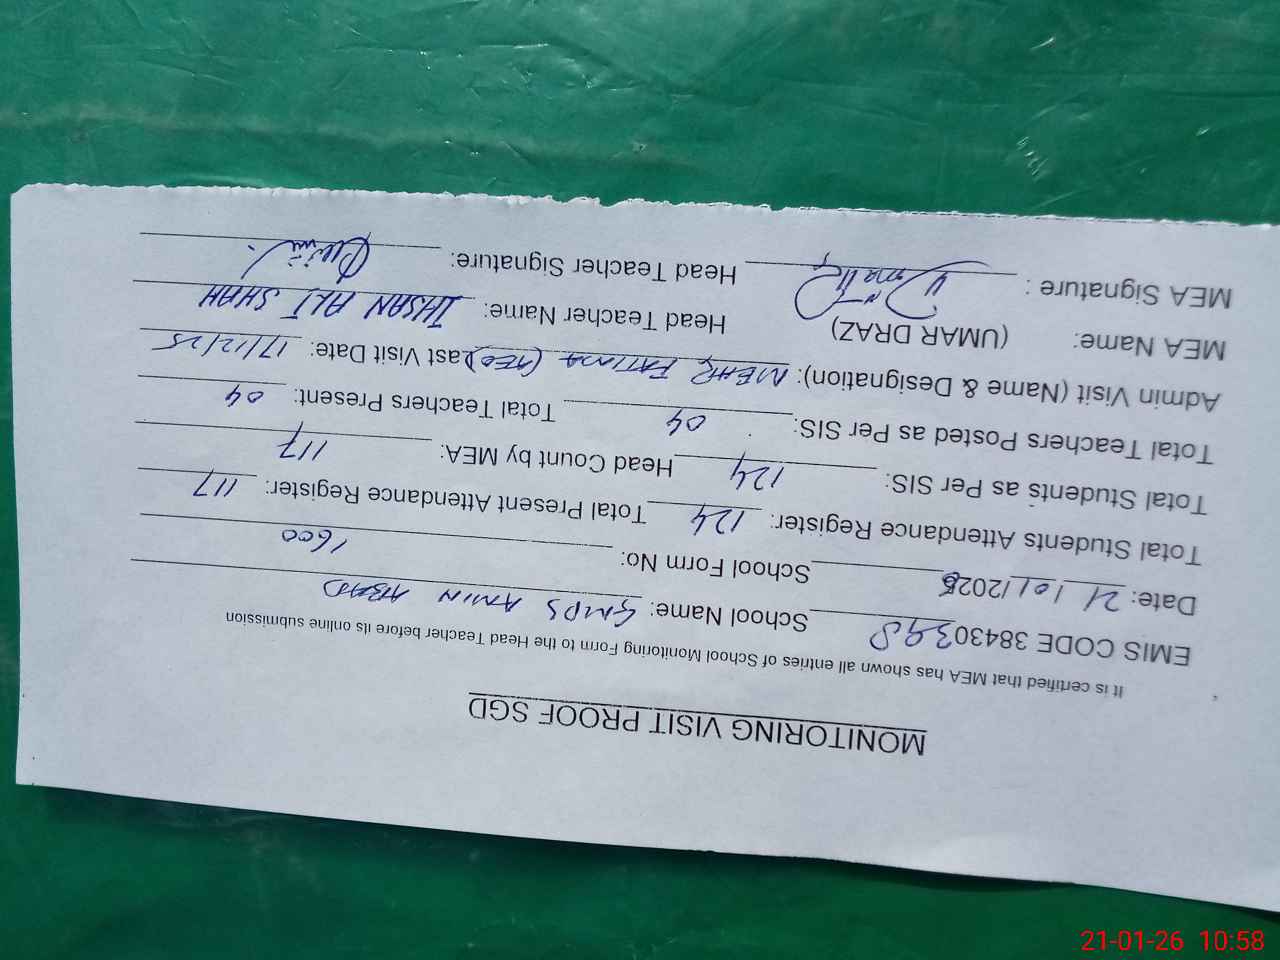 MONITORING VISIT PROOF SGD
It is certified that MEA has shown all entries of School Monitoring Form to the Head Teacher before its online submission
EMIS CODE 38430398 School Name: GMPS AMIN ABAD
Date: 21/01/2026 School Form No: 1600
Total Students Attendance Register: 124 Total Present Attendance Register: 117
Total Students as Per SIS: 124 Head Count by MEA: 117
Total Teachers Posted as Per SIS: 04 Total Teachers Present: 04
Admin Visit (Name & Designation): MEHR FATIMA (AEO) Last Visit Date: 17/12/25
MEA Name: (UMAR DRAZ) Head Teacher Name: IHSAN ALI SHAH
MEA Signature : Head Teacher Signature:
21-01-26 10:58